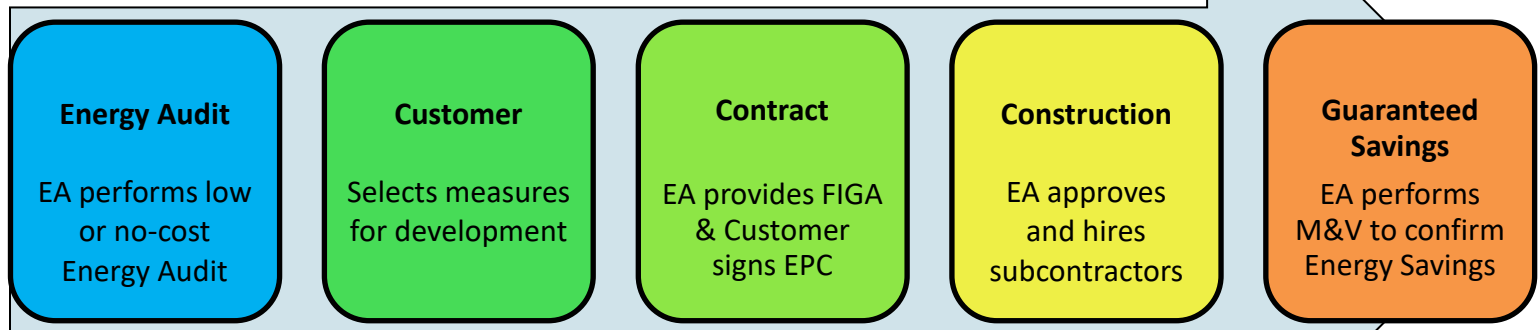 Energy Audit
EA performs low
or no-cost
Energy Audit
Customer
Selects measures
for development
Contract
EA provides FIGA
& Customer
signs EPC
Construction
EA approves
and hires
subcontractors
Guaranteed
Savings
EA performs
M&V to confirm
Energy Savings